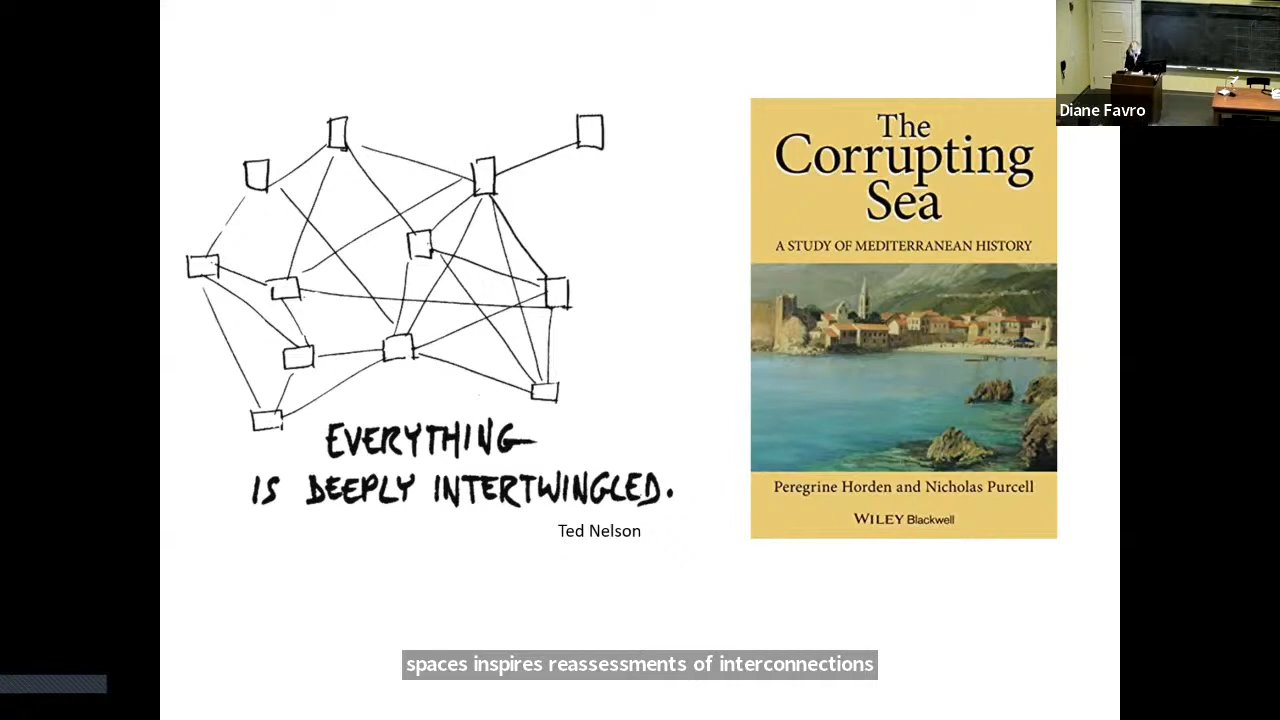 Diane Favro
EVERYTHING
IS DEEPLY INTERTWINGLED.
Ted Nelson
The
Corrupting
Sea
A STUDY OF MEDITERRANEAN HISTORY
Peregrine Horden and Nicholas Purcell
WILEY Blackwell
spaces inspires reassessments of interconnections